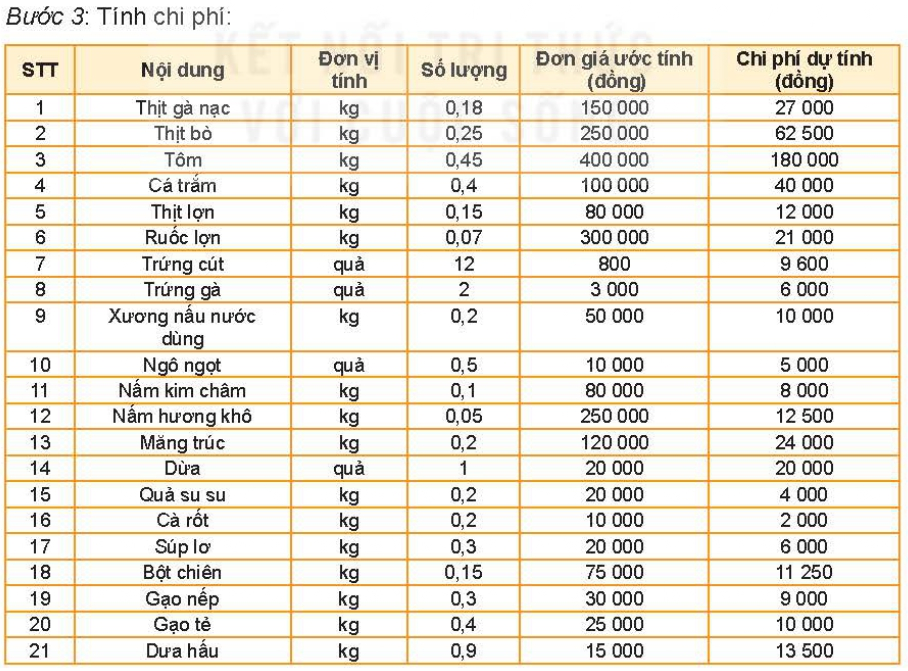 Bước 3: Tính chi phí:
KẾT NỐI TRI THỨC
VỚI CUỘC SỐNG
STT Nội dung Đơn vị tính Số lượng Đơn giá ước tính (đồng) Chi phí dự tính (đồng)
1 Thịt gà nạc kg 0,18 150 000 27 000
2 Thịt bò kg 0,25 250 000 62 500
3 Tôm kg 0,45 400 000 180 000
4 Cá trắm kg 0,4 100 000 40 000
5 Thịt lợn kg 0,15 80 000 12 000
6 Ruốc lợn kg 0,07 300 000 21 000
7 Trứng cút quả 12 800 9 600
8 Trứng gà quả 2 3 000 6 000
9 Xương nấu nước dùng kg 0,2 50 000 10 000
10 Ngô ngọt quả 0,5 10 000 5 000
11 Nấm kim châm kg 0,1 80 000 8 000
12 Nấm hương khô kg 0,05 250 000 12 500
13 Măng trúc kg 0,2 120 000 24 000
14 Dừa quả 1 20 000 20 000
15 Quả su su kg 0,2 20 000 4 000
16 Cà rốt kg 0,2 10 000 2 000
17 Súp lơ kg 0,3 20 000 6 000
18 Bột chiên kg 0,15 75 000 11 250
19 Gạo nếp kg 0,3 30 000 9 000
20 Gạo tẻ kg 0,4 25 000 10 000
21 Dưa hấu kg 0,9 15 000 13 500